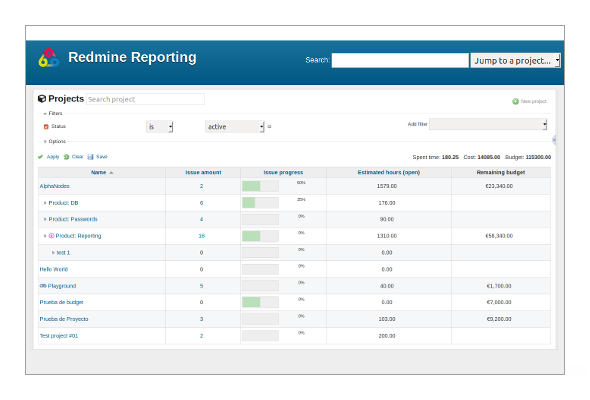 Redmine Reporting
Search: Jump to a project...
Projects Search project New project
Filters
Status is active Add Filter
Options
Apply Clear Save Spent time: 180.25 Cost: 14085.00 Budget: 115300.00
Name Issue amount Issue progress Estimated hours (open) Remaining budget
AlphaNodes 2 50% 1579.00 €23,340.00
Product: DB 6 35% 176.00
Product: Passwords 4 0% 90.00
Product: Reporting 18 0% 1310.00 €58,340.00
test 1 0 0% 0.00
Hello World 0 0% 0.00
Playground 5 0% 40.00 €1,700.00
Prueba de budget 0 0% 0.00 €7,000.00
Prueba de Proyecto 3 0% 103.00 €9,200.00
Test project #01 2 0% 200.00